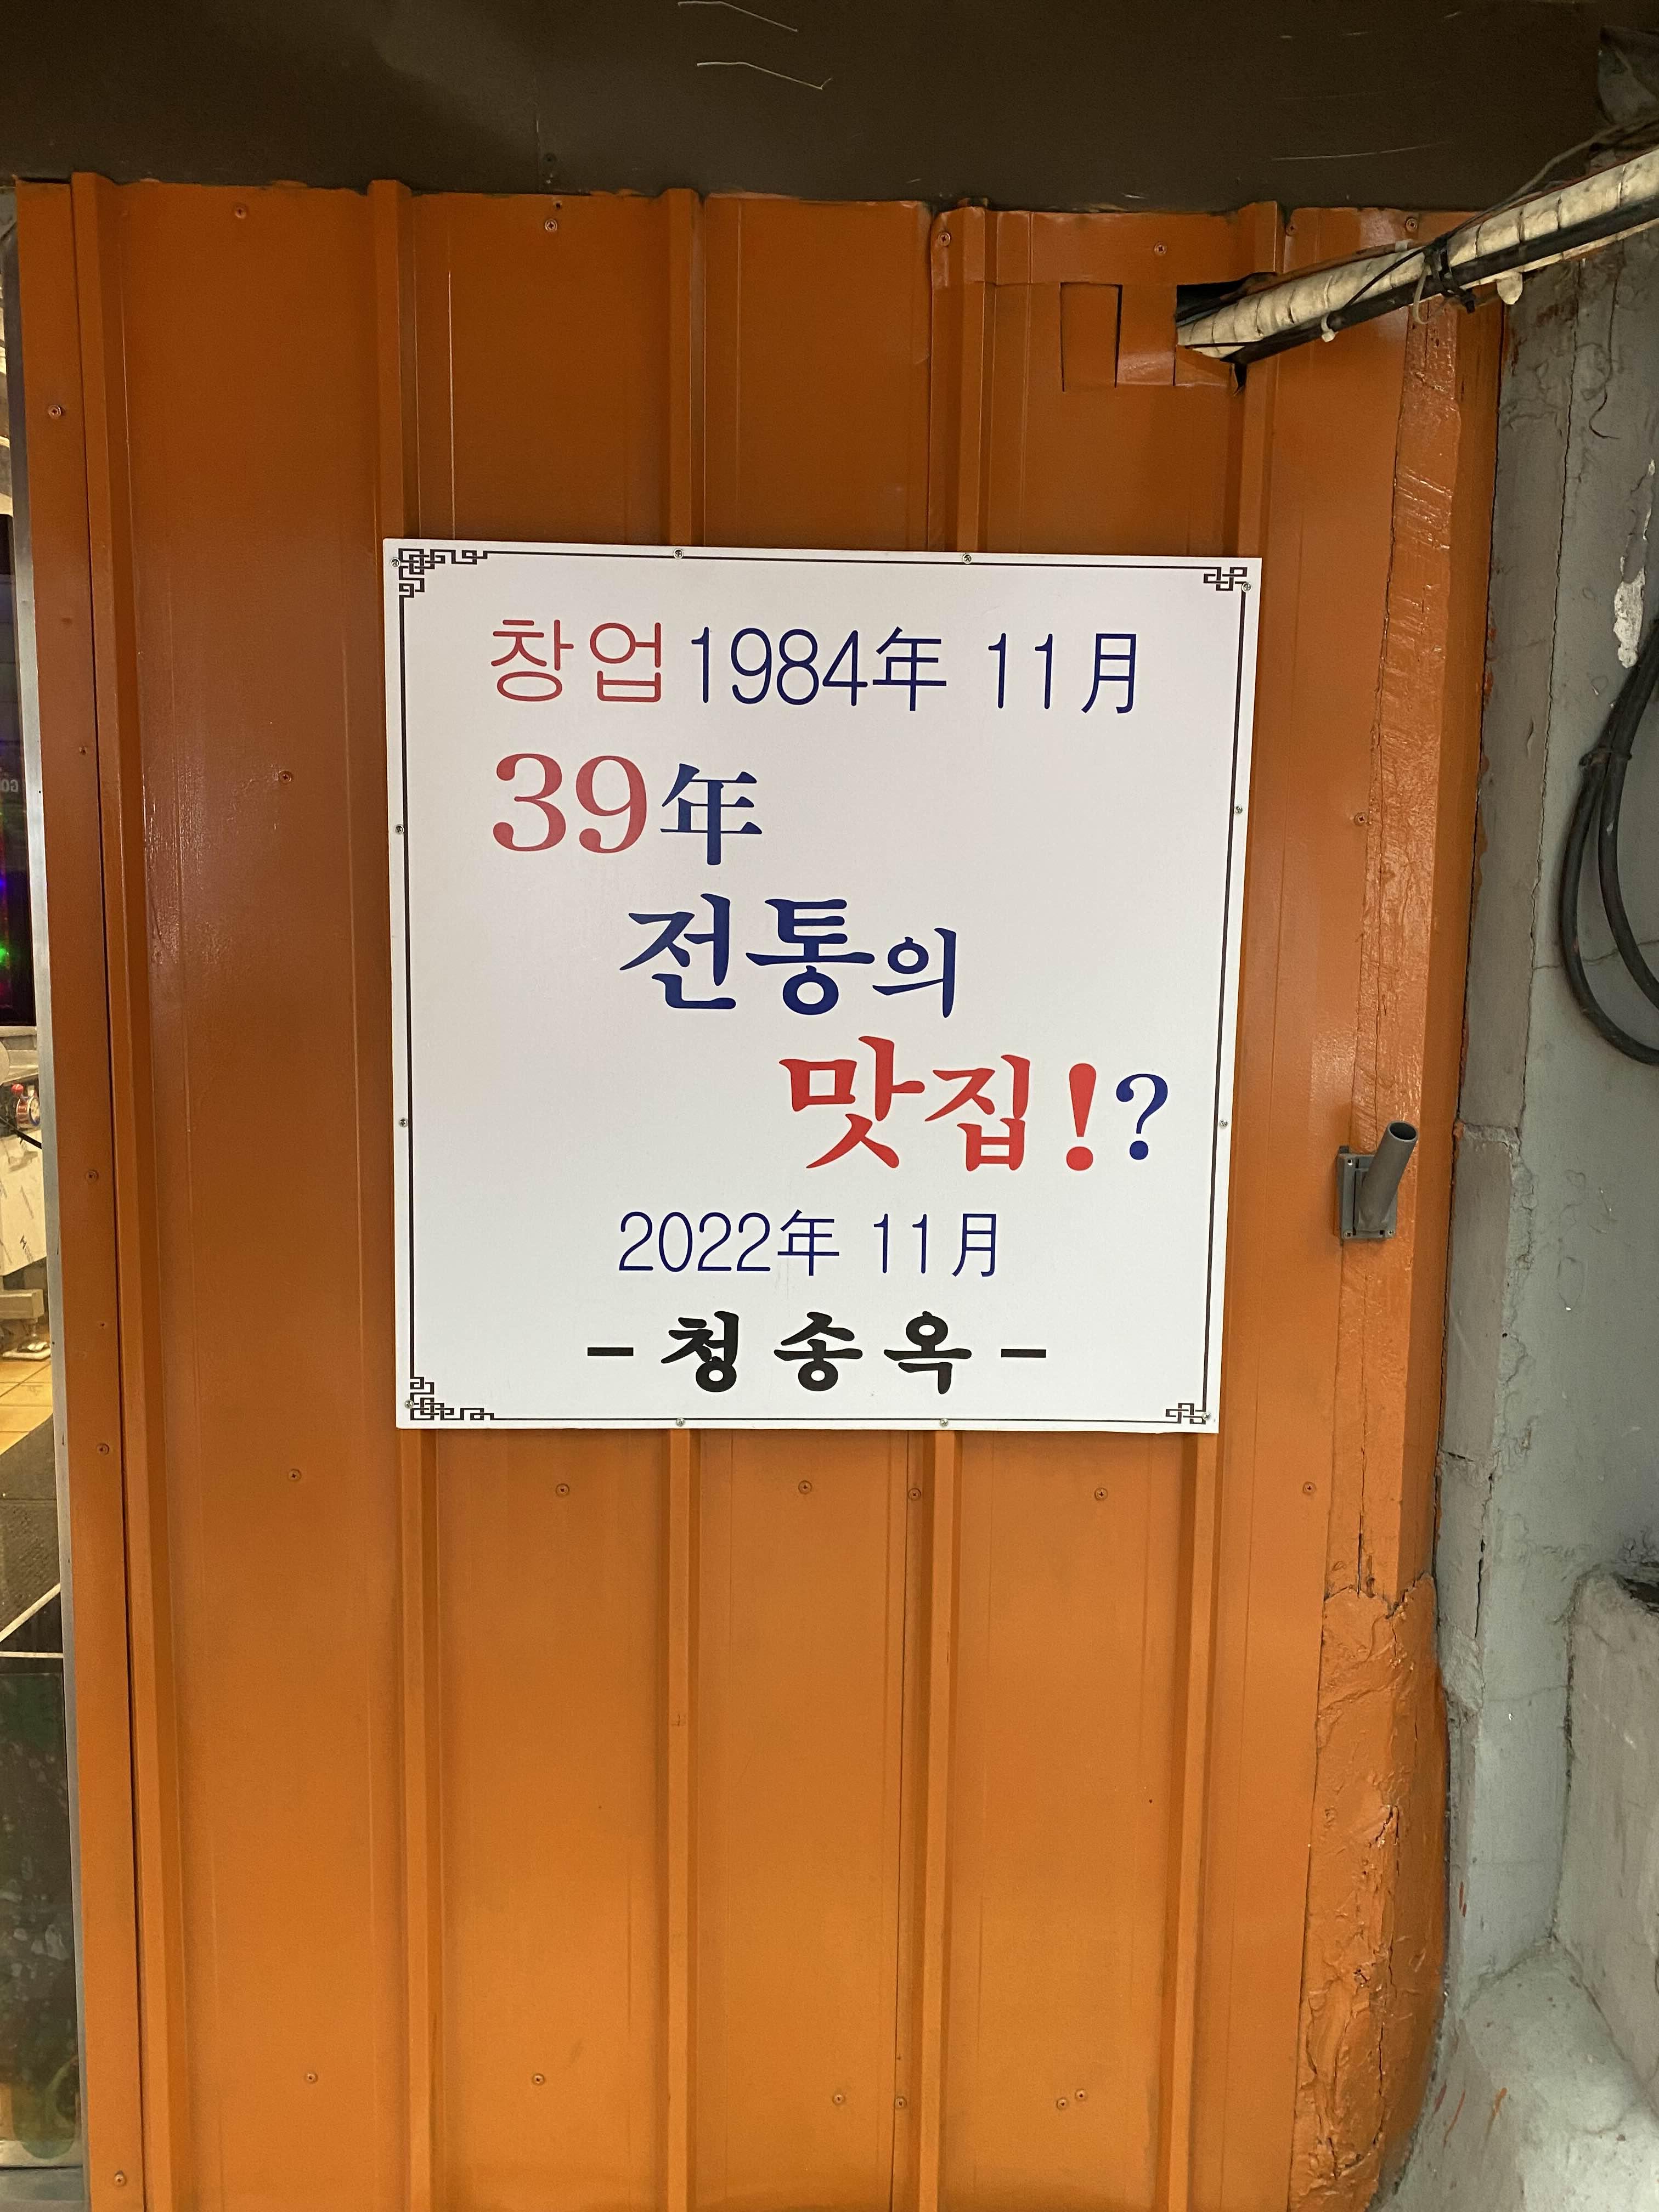 창업 1984年 11月
39年
전통의
맛집!?
2022年 11月
-청송옥-